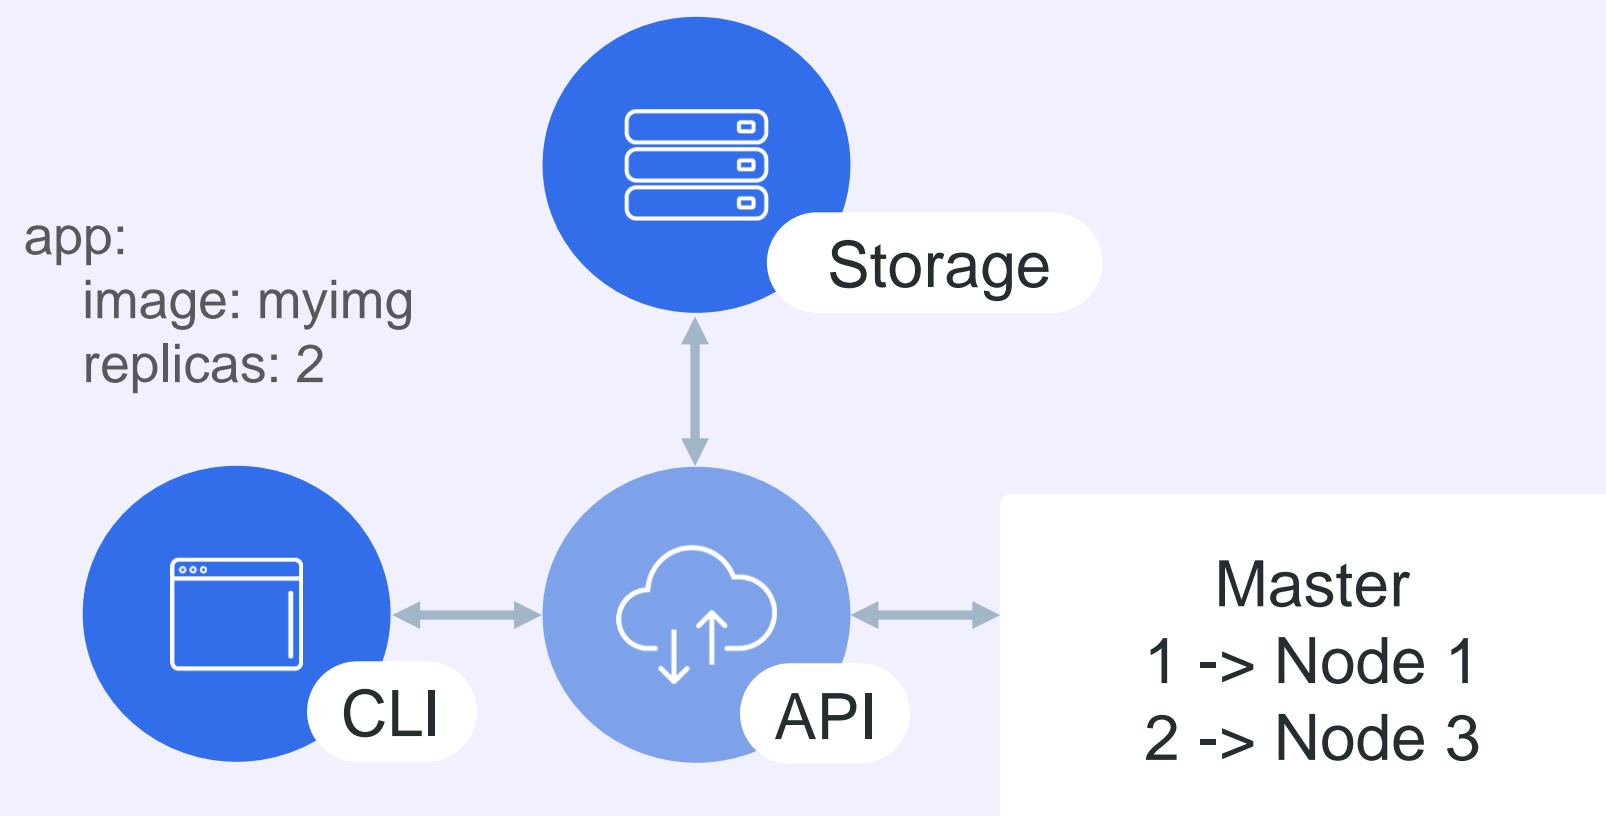 Storage
app:
image: myimg
replicas: 2
CLI
API
Master
1 -> Node 1
2 -> Node 3